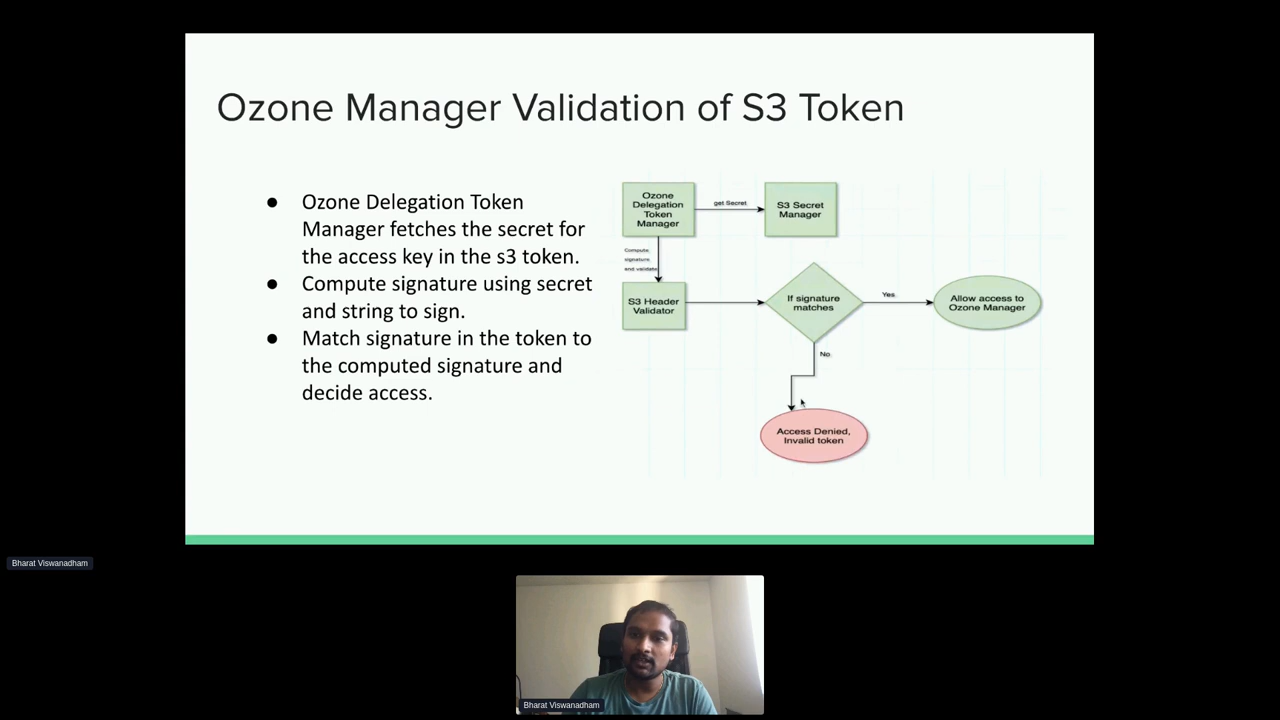 Ozone Manager Validation of S3 Token
● Ozone Delegation Token
Manager fetches the secret for
the access key in the s3 token.
● Compute signature using secret
and string to sign.
● Match signature in the token to
the computed signature and
decide access.
Ozone
Delegation
Token
Manager
get Secret
S3 Secret
Manager
Compute
signature
and validate
S3 Header
Validator
If signature
matches
Yes
Allow access to
Ozone Manager
No
Access Denied,
Invalid token
Bharat Viswanadham
Bharat Viswanadham